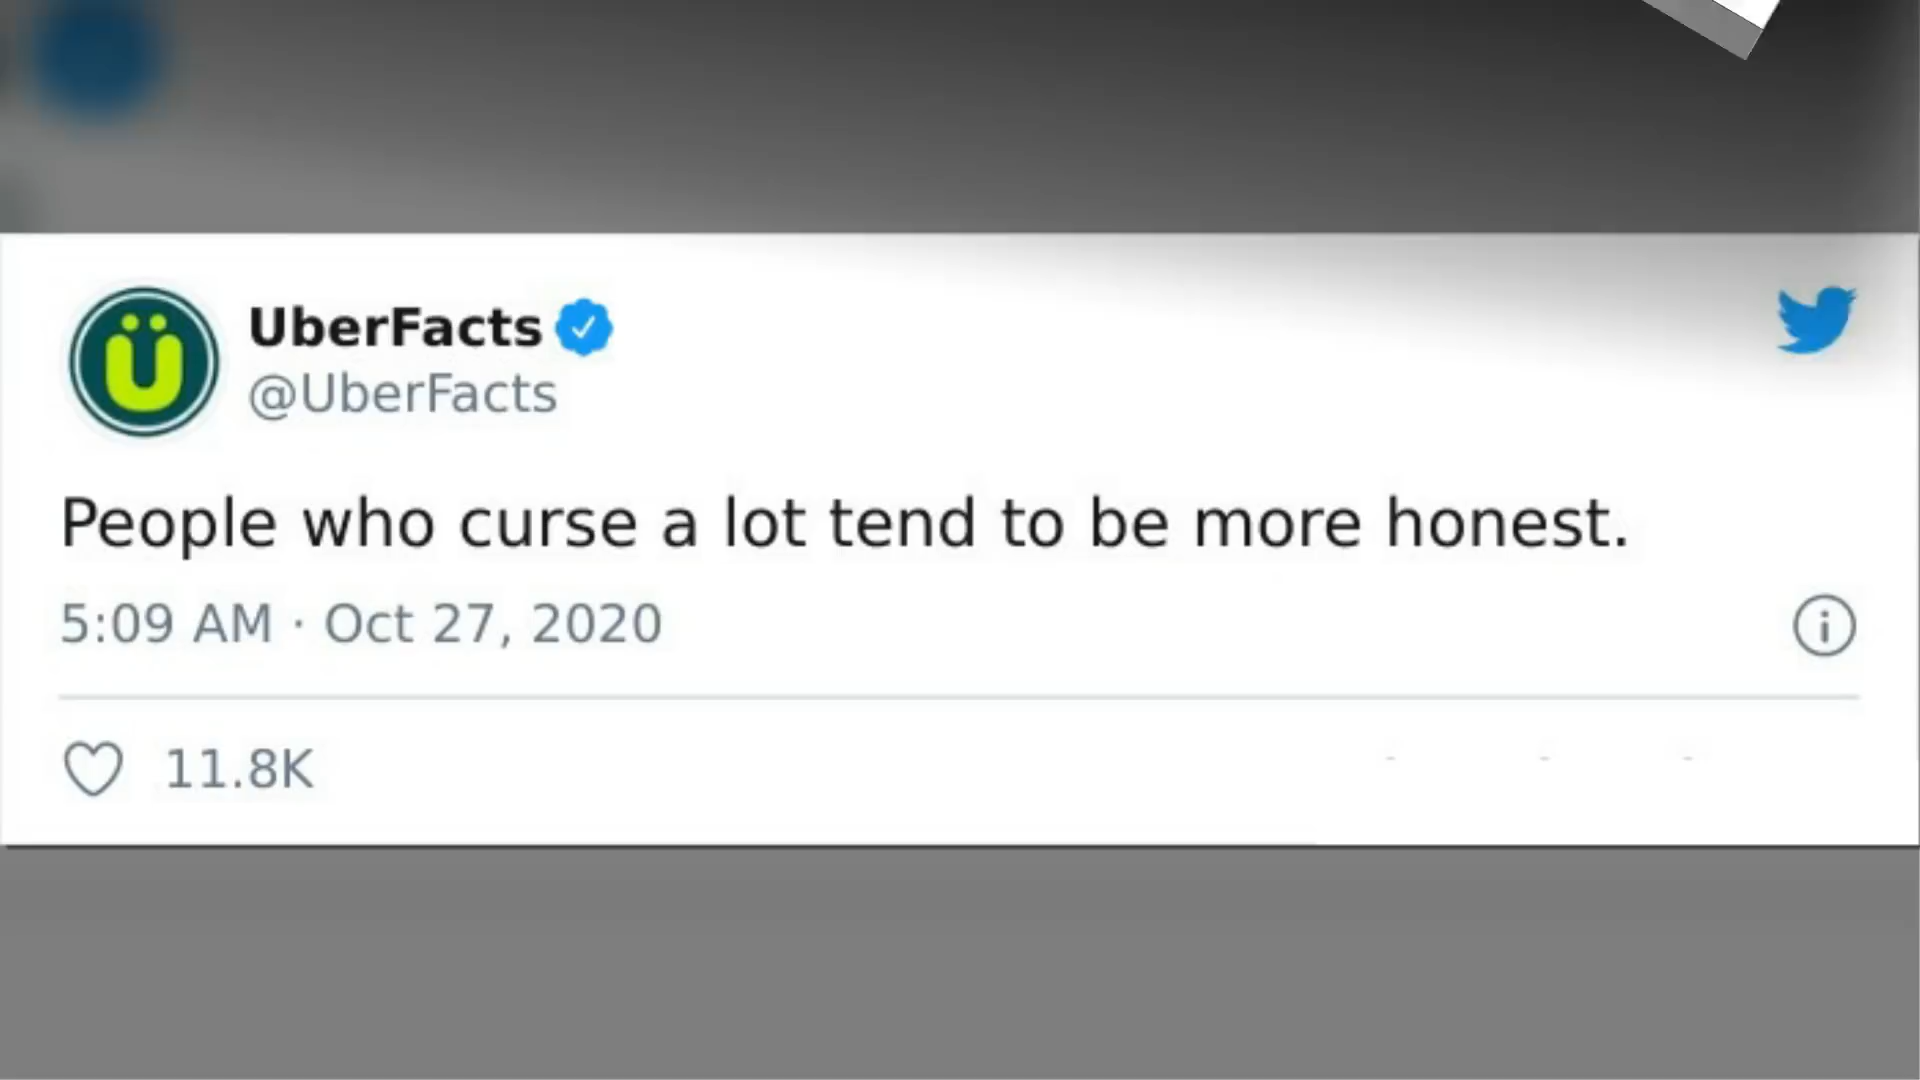 UberFacts
@UberFacts
People who curse a lot tend to be more honest.
5:09 AM · Oct 27, 2020
11.8K